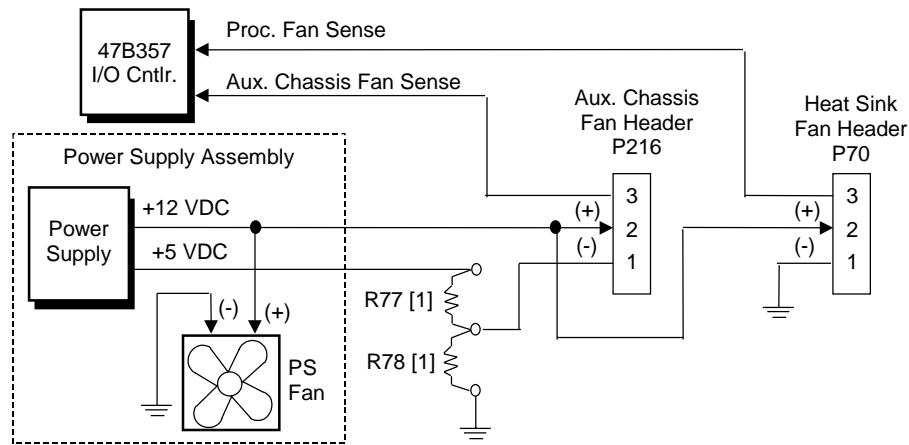 47B357
I/O Cntlr.
Proc. Fan Sense
Aux. Chassis Fan Sense
Aux. Chassis
Fan Header
P216
Heat Sink
Fan Header
P70
Power Supply Assembly
Power
Supply
+12 VDC
+5 VDC
(-)
(+)
PS
Fan
R77 [1]
R78 [1]
(+)
(-)
3
2
1
(+)
(-)
3
2
1